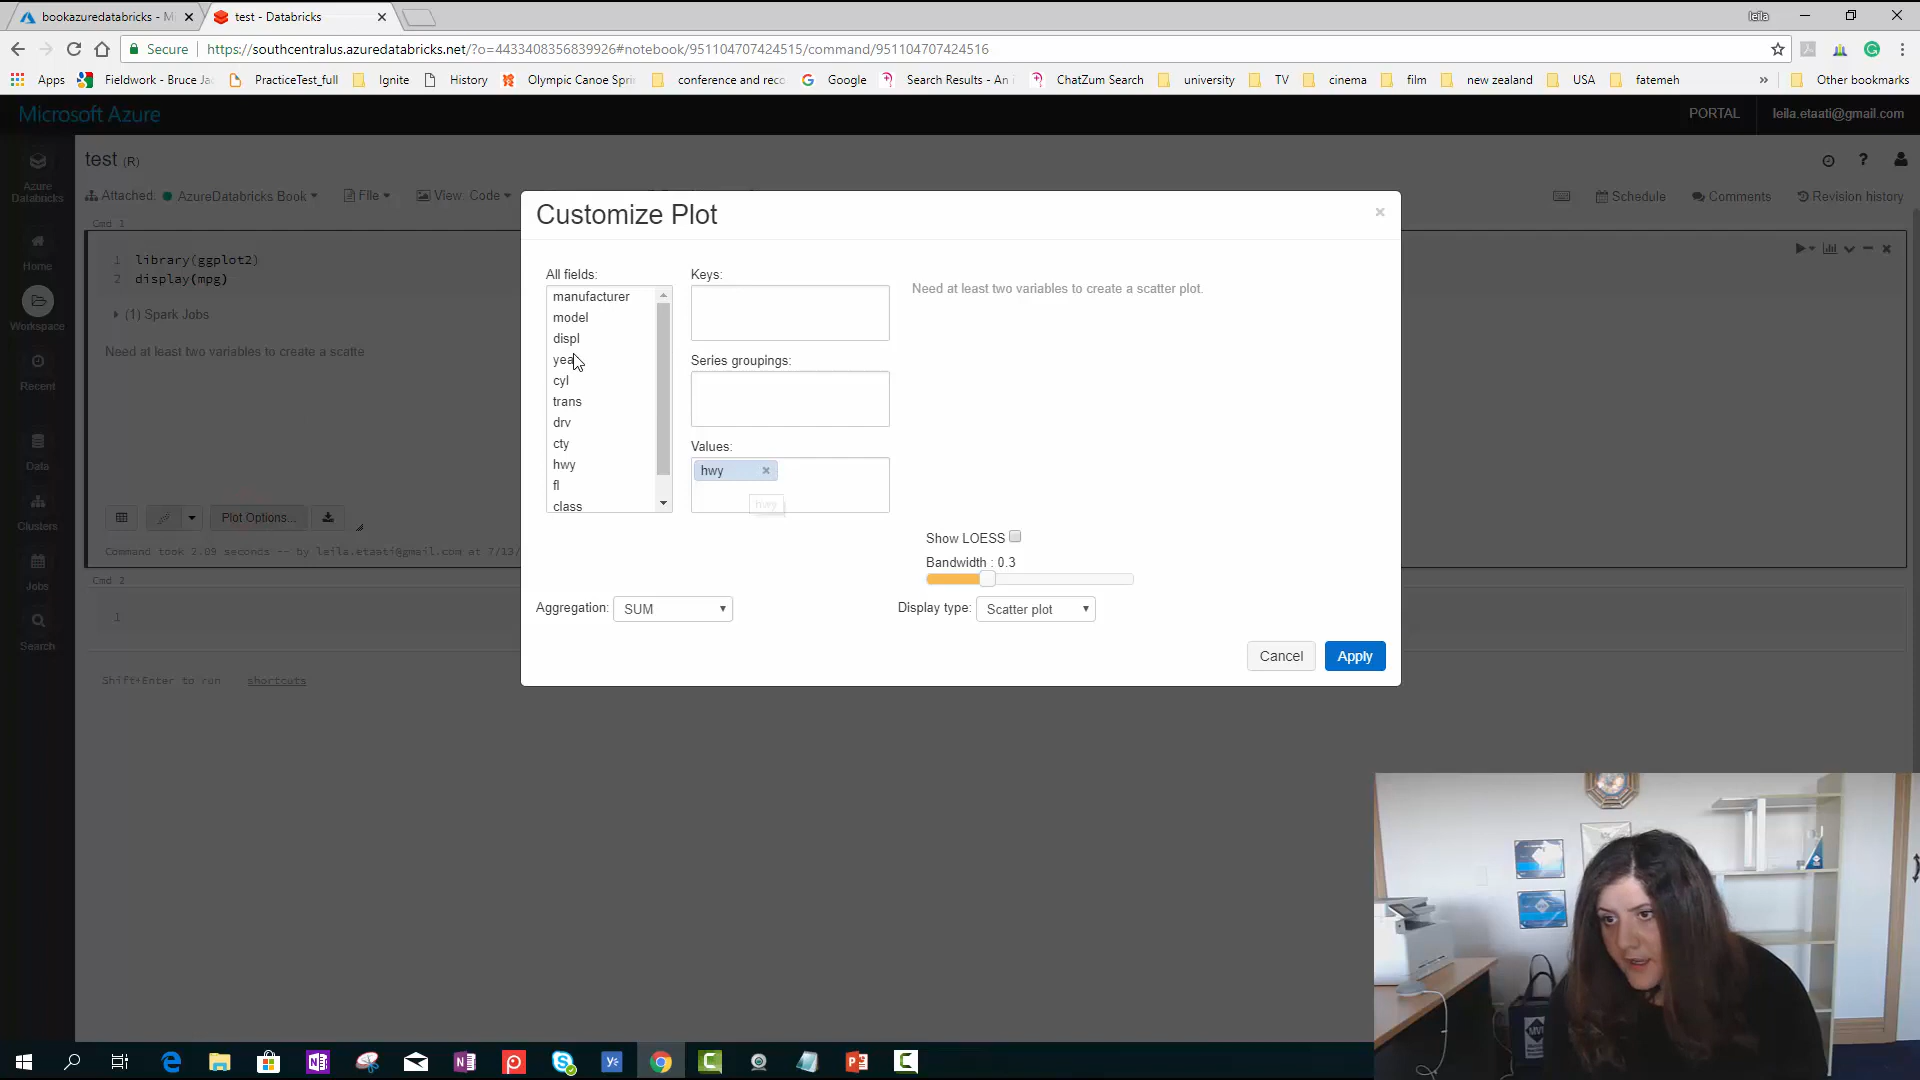 bookazuredatabricks - Mi
test - Databricks
leila
Secure
https://southcentralus.azuredatabricks.net/?o=4433408356839926#notebook/951104707424515/command/951104707424516
Apps
Fieldwork - Bruce Ja
PracticeTest_full
Ignite
History
Olympic Canoe Spri
conference and reco
Google
Search Results - An
ChatZum Search
university
TV
cinema
film
new zealand
USA
fatemeh
»
Other bookmarks
Microsoft Azure
PORTAL
leila.etaati@gmail.com
test (R)
Azure
Databricks
Attached:
AzureDatabricks Book
File
View: Code
Schedule
Comments
Revision history
Cmd 1
1 library(ggplot2)
2 display(mpg)
(1) Spark Jobs
Need at least two variables to create a scatte
Plot Options...
Command took 2.09 seconds -- by leila.etaati@gmail.com at 7/13/
Cmd 2
1
Shift+Enter to run shortcuts
Home
Workspace
Recent
Data
Clusters
Jobs
Search
Customize Plot
×
All fields:
manufacturer
model
displ
yea
cyl
trans
drv
cty
hwy
fl
class
Keys:
Series groupings:
Values:
hwy ×
hwy
Need at least two variables to create a scatter plot.
Show LOESS
Bandwidth : 0.3
Aggregation: SUM
Display type: Scatter plot
Cancel
Apply